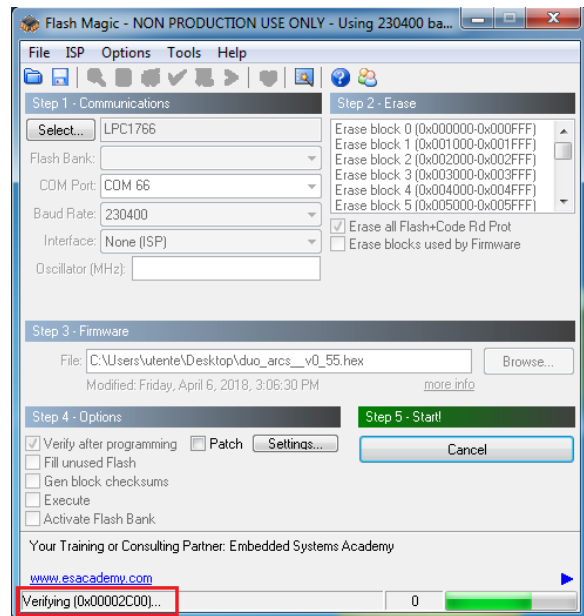 Flash Magic - NON PRODUCTION USE ONLY - Using 230400 ba...
File ISP Options Tools Help
Step 1 - Communications
Select... LPC1766
Flash Bank:
COM Port: COM 66
Baud Rate: 230400
Interface: None (ISP)
Oscillator (MHz):
Step 2 - Erase
Erase block 0 (0x000000-0x000FFF)
Erase block 1 (0x001000-0x001FFF)
Erase block 2 (0x002000-0x002FFF)
Erase block 3 (0x003000-0x003FFF)
Erase block 4 (0x004000-0x004FFF)
Erase block 5 (0x005000-0x005FFF)
Erase all Flash+Code Rd Prot
Erase blocks used by Firmware
Step 3 - Firmware
File: C:\Users\utente\Desktop\duo_arcs__v0_55.hex Browse...
Modified: Friday, April 6, 2018, 3:06:30 PM more info
Step 4 - Options
Verify after programming Patch Settings...
Fill unused Flash
Gen block checksums
Execute
Activate Flash Bank
Step 5 - Start!
Cancel
Your Training or Consulting Partner: Embedded Systems Academy
www.esacademy.com
Verifying (0x00002C00)... 0